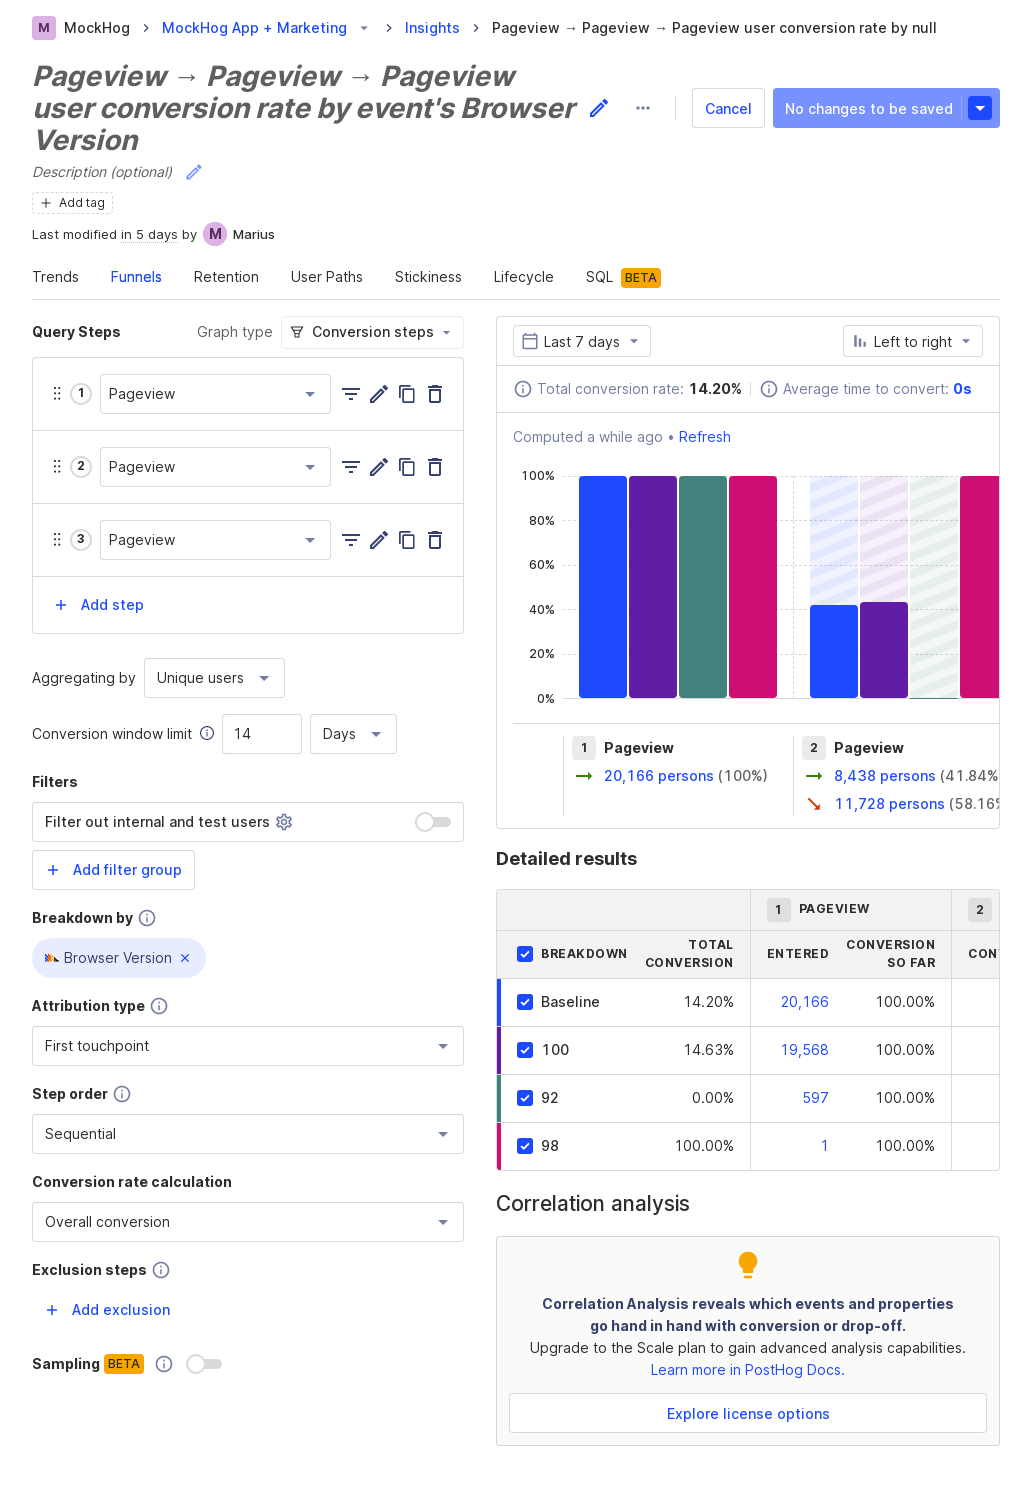 M MockHog > MockHog App + Marketing > Insights > Pageview → Pageview → Pageview user conversion rate by null
Pageview → Pageview → Pageview
user conversion rate by event's Browser
Version
Cancel
No changes to be saved
Description (optional)
Add tag
Last modified in 5 days by M Marius
Trends
Funnels
Retention
User Paths
Stickiness
Lifecycle
SQL BETA
Query Steps
Graph type
Conversion steps
1 Pageview
2 Pageview
3 Pageview
Add step
Aggregating by Unique users
Conversion window limit 14 Days
Filters
Filter out internal and test users
Add filter group
Breakdown by
Browser Version
Attribution type
First touchpoint
Step order
Sequential
Conversion rate calculation
Overall conversion
Exclusion steps
Add exclusion
Sampling BETA
Last 7 days
Left to right
Total conversion rate: 14.20%
Average time to convert: 0s
Computed a while ago • Refresh
100%
80%
60%
40%
20%
0%
1 Pageview
20,166 persons (100%)
2 Pageview
8,438 persons (41.84%
11,728 persons (58.16%
Detailed results
1 PAGEVIEW
2
BREAKDOWN
TOTAL
CONVERSION
ENTERED
CONVERSION
SO FAR
Baseline 14.20% 20,166 100.00%
100 14.63% 19,568 100.00%
92 0.00% 597 100.00%
98 100.00% 1 100.00%
Correlation analysis
Correlation Analysis reveals which events and properties
go hand in hand with conversion or drop-off.
Upgrade to the Scale plan to gain advanced analysis capabilities.
Learn more in PostHog Docs.
Explore license options